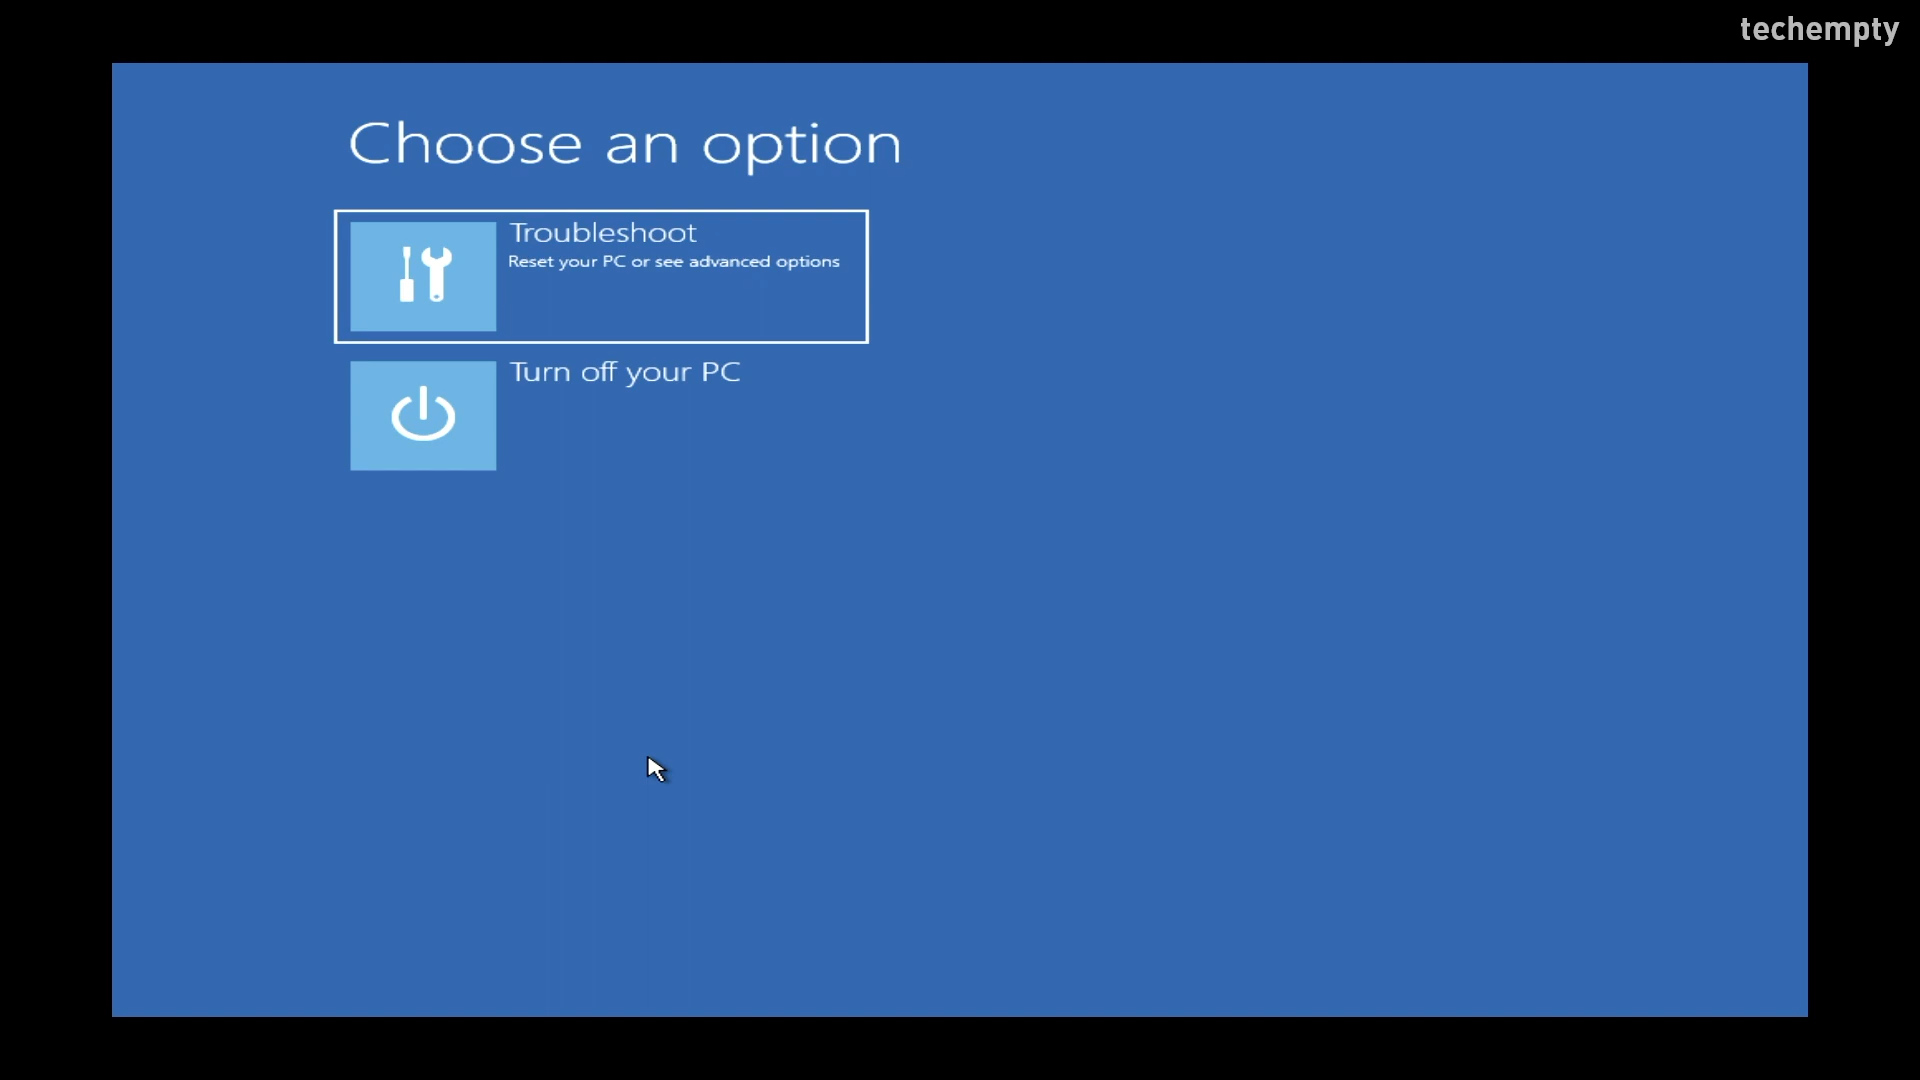 techempty
Choose an option
Troubleshoot
Reset your PC or see advanced options
Turn off your PC